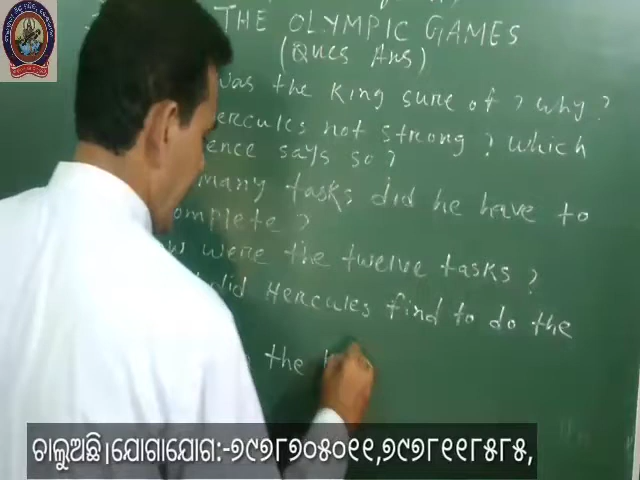 THE OLYMPIC GAMES
(Ques Ans)
was the King sure of ? why ?
ercules not strong ? which
ence says so ?
many tasks did he have to
omplete ?
were the twelve tasks ?
did Hercules find to do the
the
ଚାଲୁଅଛି।ଯୋଗାଯୋଗ:-୭୯୭୮୭୦୫୦୧୧,୭୯୭୮୧୧୮୫୮୫,